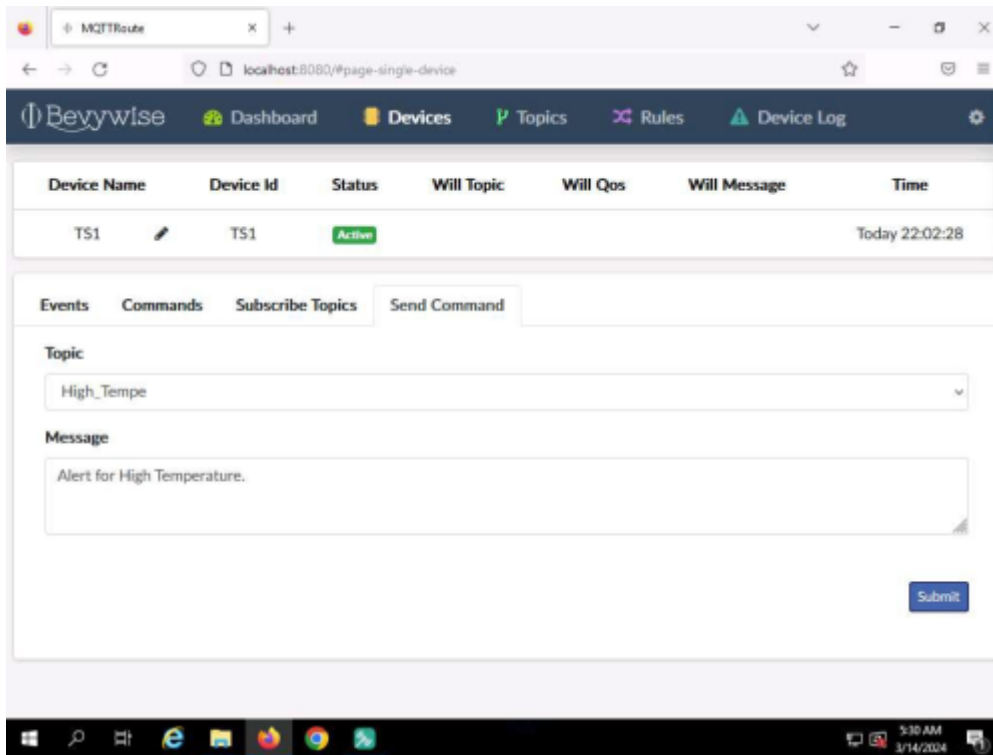 MQTTRoute
localhost:8080/#page-single-device
Bevywise Dashboard Devices Topics Rules Device Log
Device Name Device Id Status Will Topic Will Qos Will Message Time
TS1 TS1 Active Today 22:02:28
Events Commands Subscribe Topics Send Command
Topic
High_Tempe
Message
Alert for High Temperature.
Submit
5:30 AM
3/14/2024